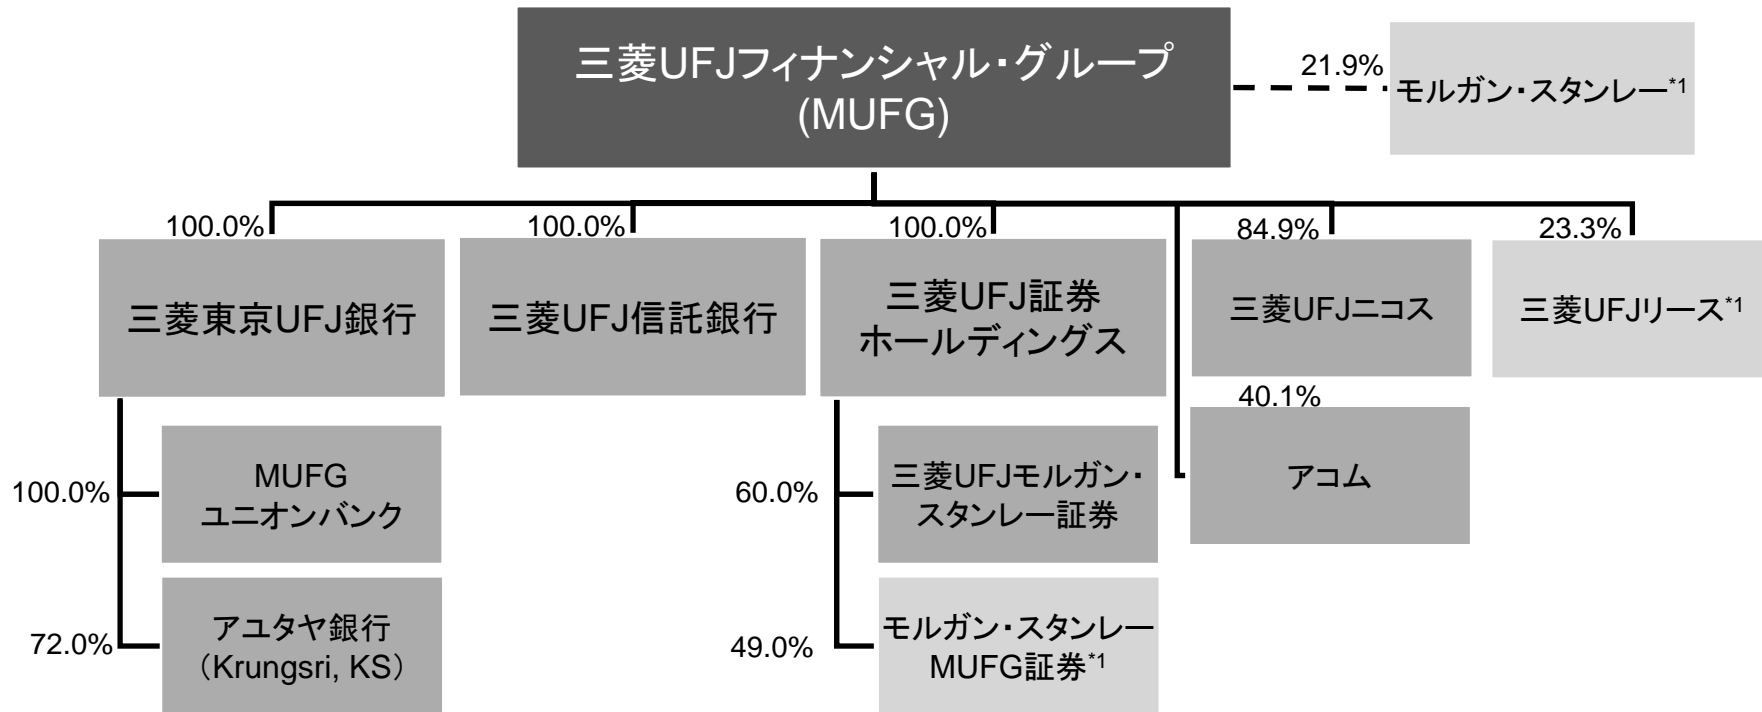 三菱UFJフィナンシャル・グループ
(MUFG)
21.9%
モルガン・スタンレー*1
100.0%
100.0%
100.0%
84.9%
23.3%
三菱東京UFJ銀行
三菱UFJ信託銀行
三菱UFJ証券
ホールディングス
三菱UFJニコス
三菱UFJリース*1
40.1%
アコム
100.0%
MUFG
ユニオンバンク
60.0%
三菱UFJモルガン・
スタンレー証券
72.0%
アユタヤ銀行
（Krungsri, KS）
49.0%
モルガン・スタンレー
MUFG証券*1